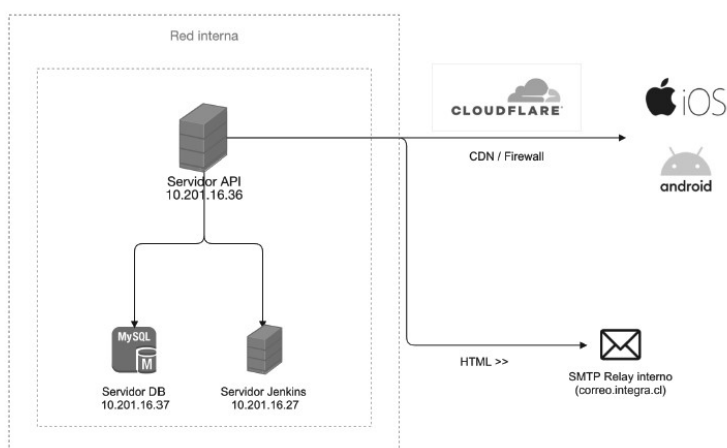 Red interna
CLOUDFLARE
iOS
CDN / Firewall
android
Servidor API
10.201.16.36
MySQL
M
HTML >>
Servidor DB
10.201.16.37
Servidor Jenkins
10.201.16.27
SMTP Relay interno
(correo.integra.cl)